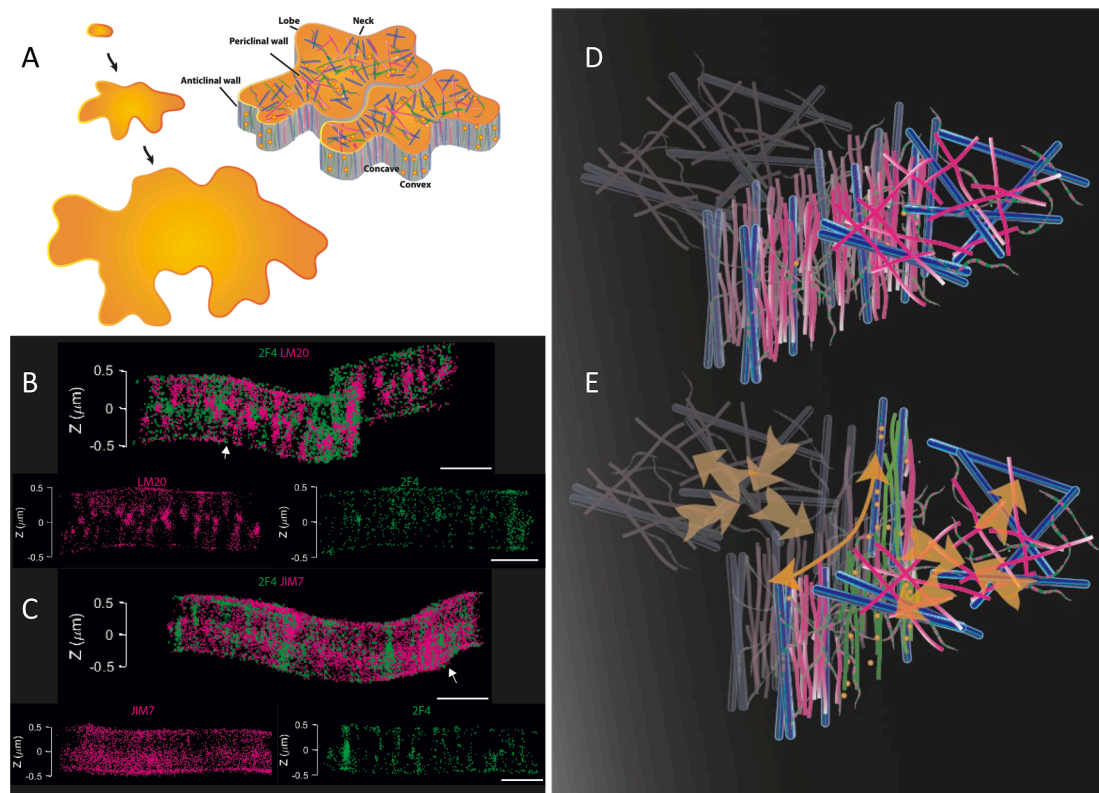 A
Lobe
Neck
Periclinal wall
Anticlinal wall
Concave
Convex
B
2F4 LM20
Z (μm)
0.5
0
-0.5
LM20
Z (μm)
0.5
0
-0.5
2F4
Z (μm)
0.5
0
-0.5
C
2F4 JIM7
Z (μm)
0.5
0
-0.5
JIM7
Z (μm)
0.5
0
-0.5
2F4
Z (μm)
0.5
0
-0.5
D
E